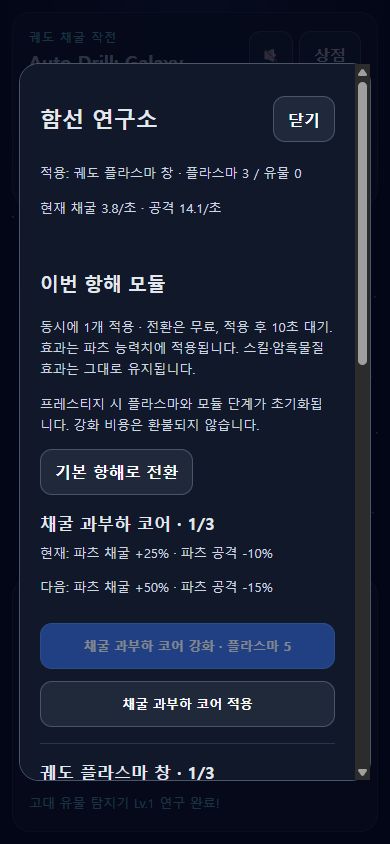 궤도 채굴 작전
Auto Drill: Galaxy
상점
함선 연구소
닫기
적용: 궤도 플라스마 창 · 플라스마 3 / 유물 0
현재 채굴 3.8/초 · 공격 14.1/초
이번 항해 모듈
동시에 1개 적용 · 전환은 무료, 적용 후 10초 대기.
효과는 파츠 능력치에 적용됩니다. 스킬·암흑물질
효과는 그대로 유지됩니다.
프레스티지 시 플라스마와 모듈 단계가 초기화됩
니다. 강화 비용은 환불되지 않습니다.
기본 항해로 전환
채굴 과부하 코어 · 1/3
현재: 파츠 채굴 +25% · 파츠 공격 -10%
다음: 파츠 채굴 +50% · 파츠 공격 -15%
채굴 과부하 코어 강화 · 플라스마 5
채굴 과부하 코어 적용
궤도 플라스마 창 · 1/3
고대 유물 탐지기 Lv.1 연구 완료!